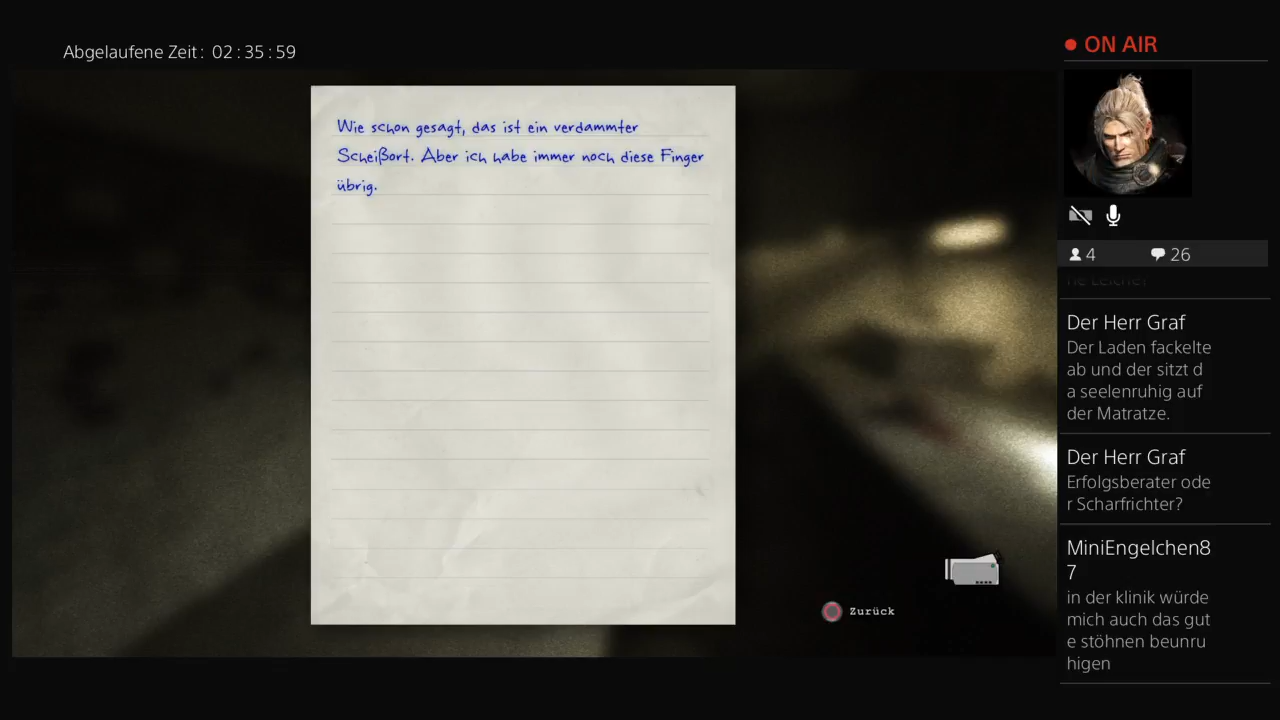 Abgelaufene Zeit: 02:35:59
Wie schon gesagt, das ist ein verdammter
Scheißort. Aber ich habe immer noch diese Finger
übrig.
Zurück
ON AIR
4 26
Der Herr Graf
Der Laden fackelte
ab und der sitzt d
a seelenruhig auf
der Matratze.
Der Herr Graf
Erfolgsberater ode
r Scharfrichter?
MiniEngelchen8
7
in der klinik würde
mich auch das gut
e stöhnen beunru
higen